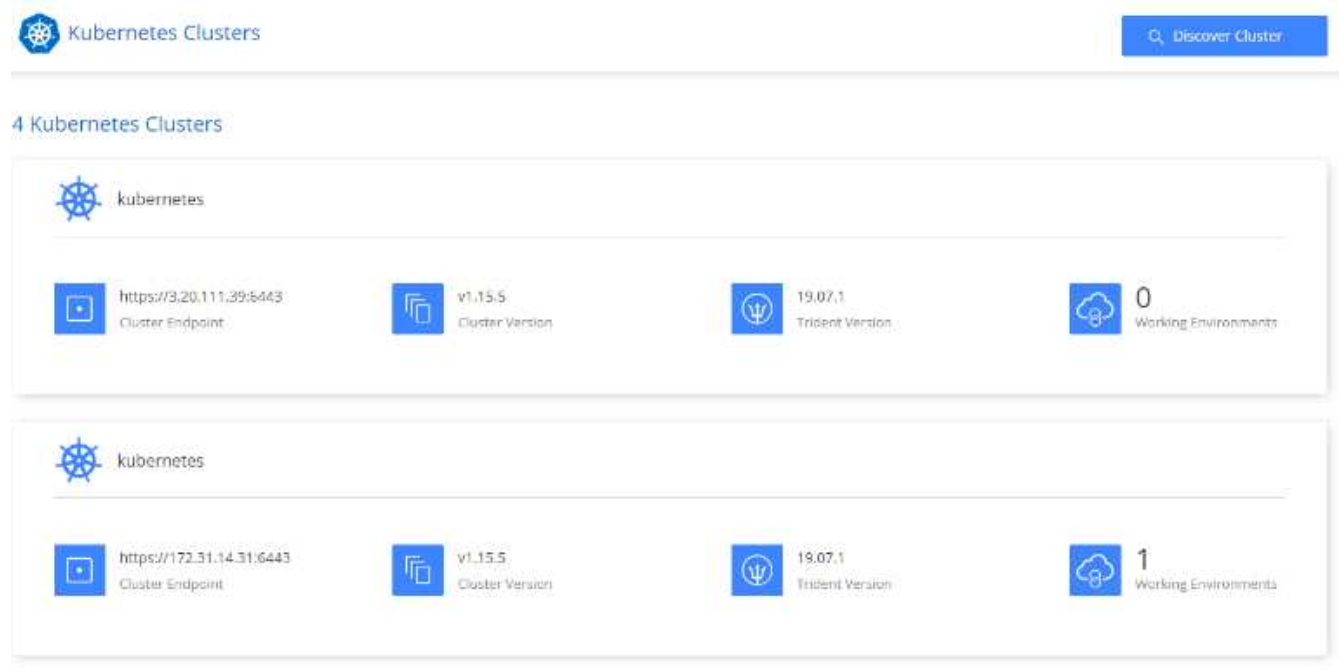 Kubernetes Clusters
Discover Cluster
4 Kubernetes Clusters
kubernetes
https://3.20.111.39:6443
Cluster Endpoint
v1.15.5
Cluster Version
19.07.1
Trident Version
0
Working Environments
kubernetes
https://172.31.14.31:6443
Cluster Endpoint
v1.15.5
Cluster Version
19.07.1
Trident Version
1
Working Environments